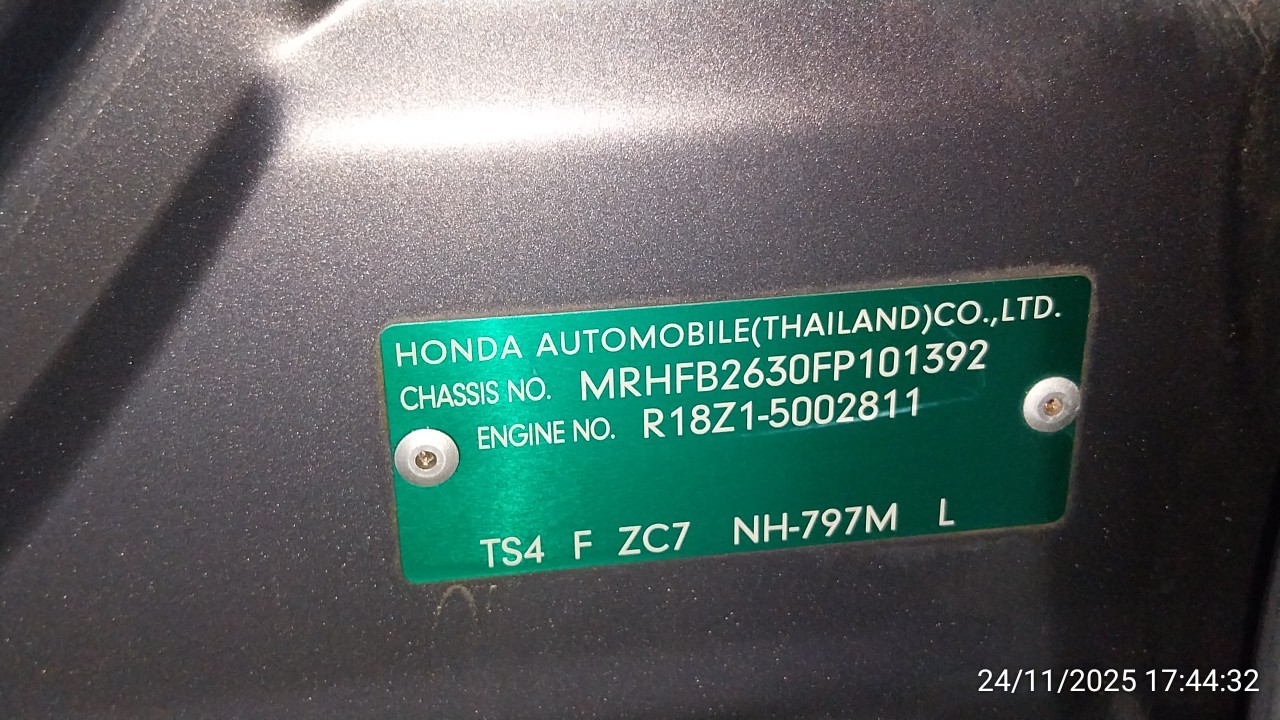 HONDA AUTOMOBILE(THAILAND)CO.,LTD.
CHASSIS NO. MRHFB2630FP101392
ENGINE NO. R18Z1-5002811
TS4 F ZC7 NH-797M L
24/11/2025 17:44:32